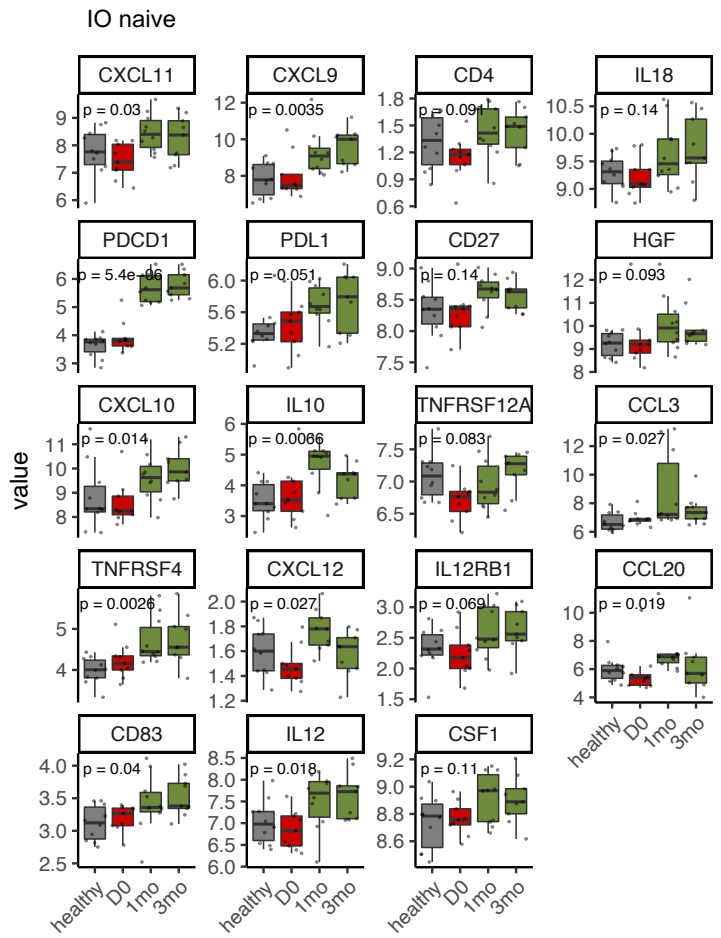 IO naive
CXCL11 CXCL9 CD4 IL18
p = 0.03 p = 0.0035 p = 0.091 p = 0.14
9 8 7 6
12 10 8
1.8 1.5 1.2 0.9 0.6
10.5 10.0 9.5 9.0
PDCD1 PDL1 CD27 HGF
p = 5.4e-06 p = 0.051 p = 0.14 p = 0.093
6 5 4 3
6.0 5.6 5.2
9.0 8.5 8.0 7.5
12 11 10 9 8
value
CXCL10 IL10 TNFRSF12A CCL3
p = 0.014 p = 0.0066 p = 0.083 p = 0.027
11 10 9 8
6 5 4 3
7.5 7.0 6.5
12 10 8 6
TNFRSF4 CXCL12 IL12RB1 CCL20
p = 0.0026 p = 0.027 p = 0.069 p = 0.019
5 4
2.0 1.8 1.6 1.4 1.2
3.0 2.5 2.0 1.5
10 8 6 4
healthy D0 1mo 3mo
CD83 IL12 CSF1
p = 0.04 p = 0.018 p = 0.11
4.0 3.5 3.0 2.5
8.5 8.0 7.5 7.0 6.5 6.0
9.2 9.0 8.8 8.6
healthy D0 1mo 3mo healthy D0 1mo 3mo healthy D0 1mo 3mo